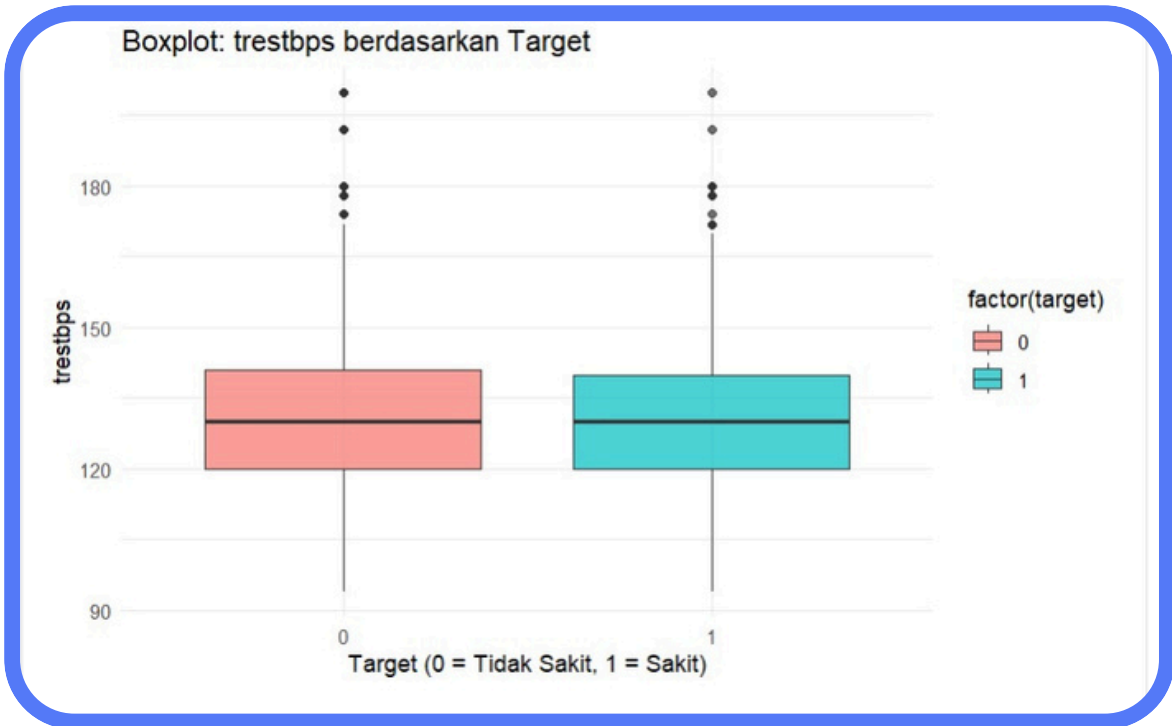 Boxplot: trestbps berdasarkan Target
trestbps
180
150
120
90
0
1
Target (0 = Tidak Sakit, 1 = Sakit)
factor(target)
0
1